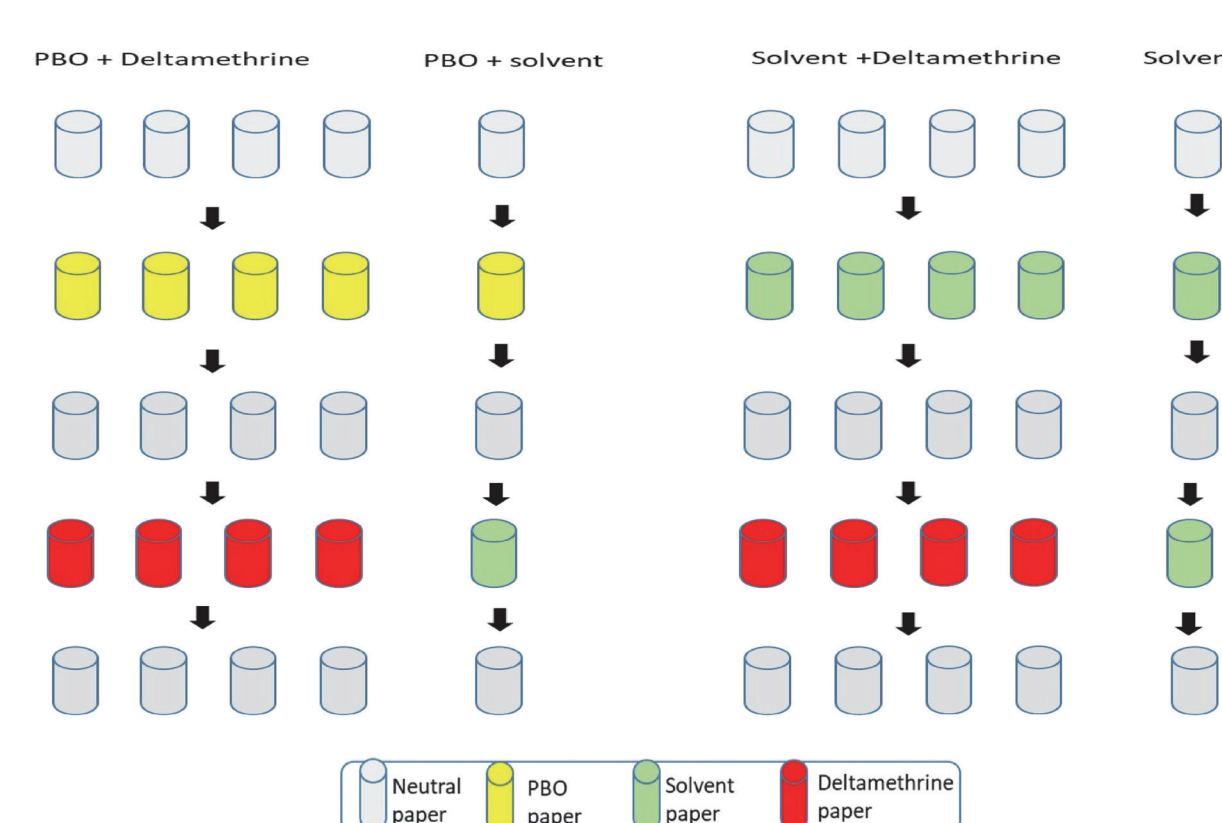 PBO + Deltamethrine
PBO + solvent
Solvent +Deltamethrine
Neutral
paper
PBO
paper
Solvent
paper
Deltamethrine
paper